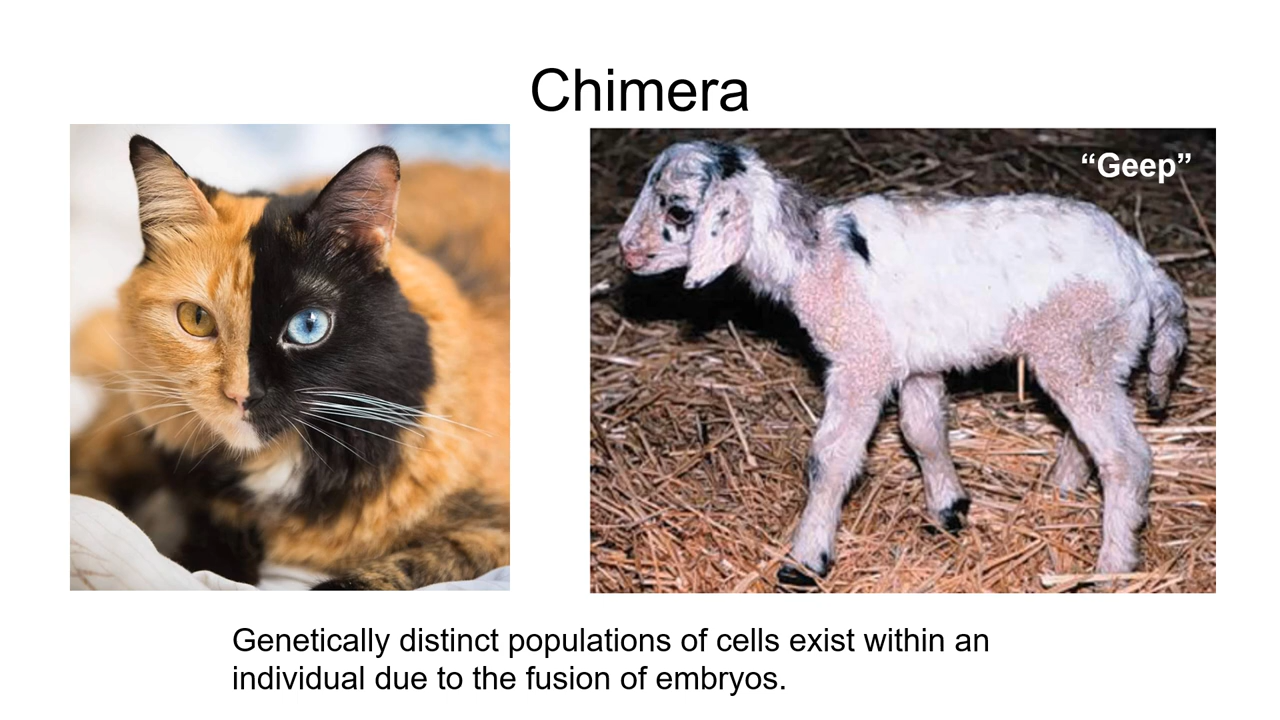 Chimera
“Geep”
Genetically distinct populations of cells exist within an
individual due to the fusion of embryos.